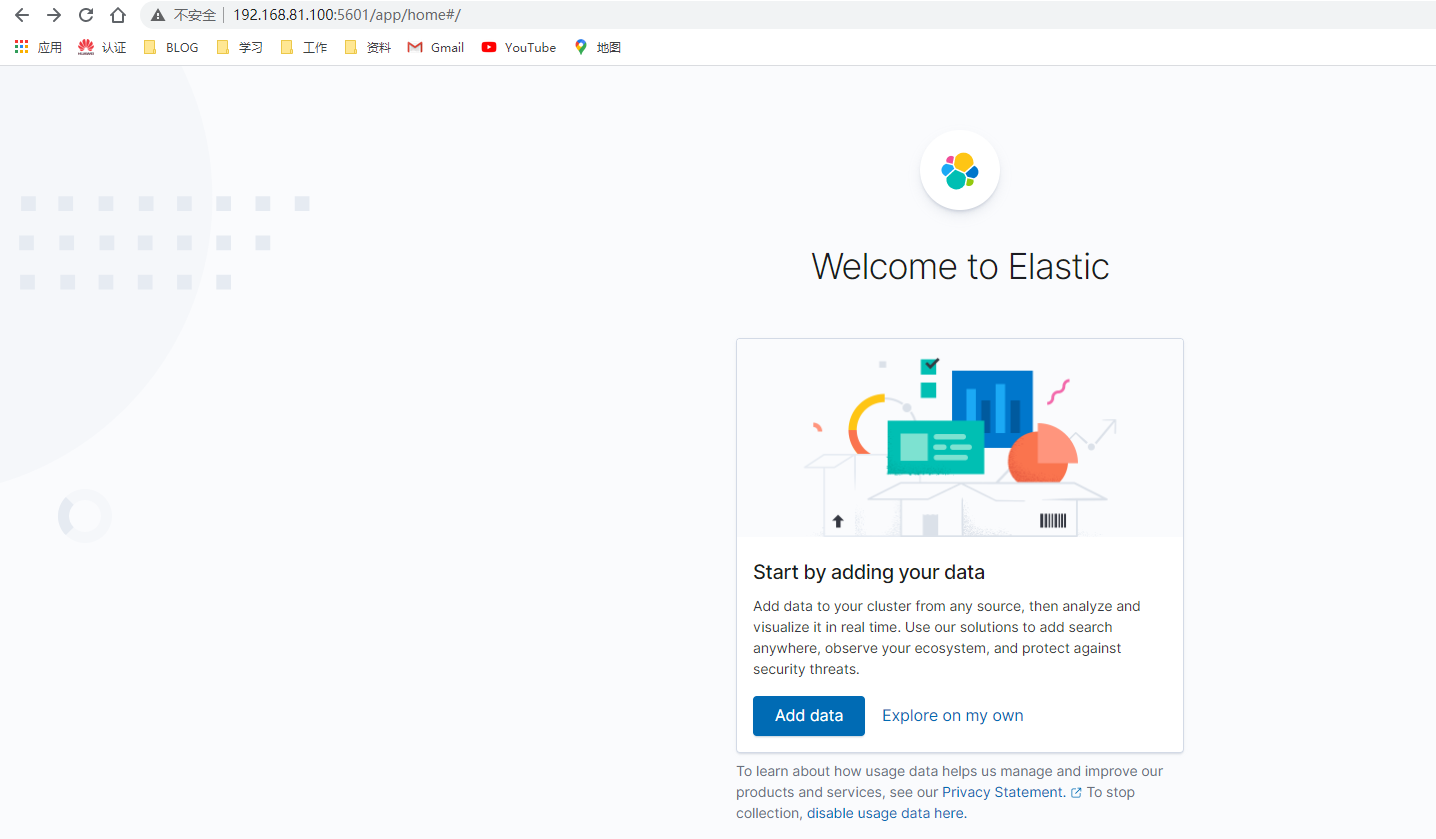 不安全 192.168.81.100:5601/app/home#/
应用 认证 BLOG 学习 工作 资料 Gmail YouTube 地图
Welcome to Elastic
Start by adding your data
Add data to your cluster from any source, then analyze and
visualize it in real time. Use our solutions to add search
anywhere, observe your ecosystem, and protect against
security threats.
Add data Explore on my own
To learn about how usage data helps us manage and improve our
products and services, see our Privacy Statement. To stop
collection, disable usage data here.